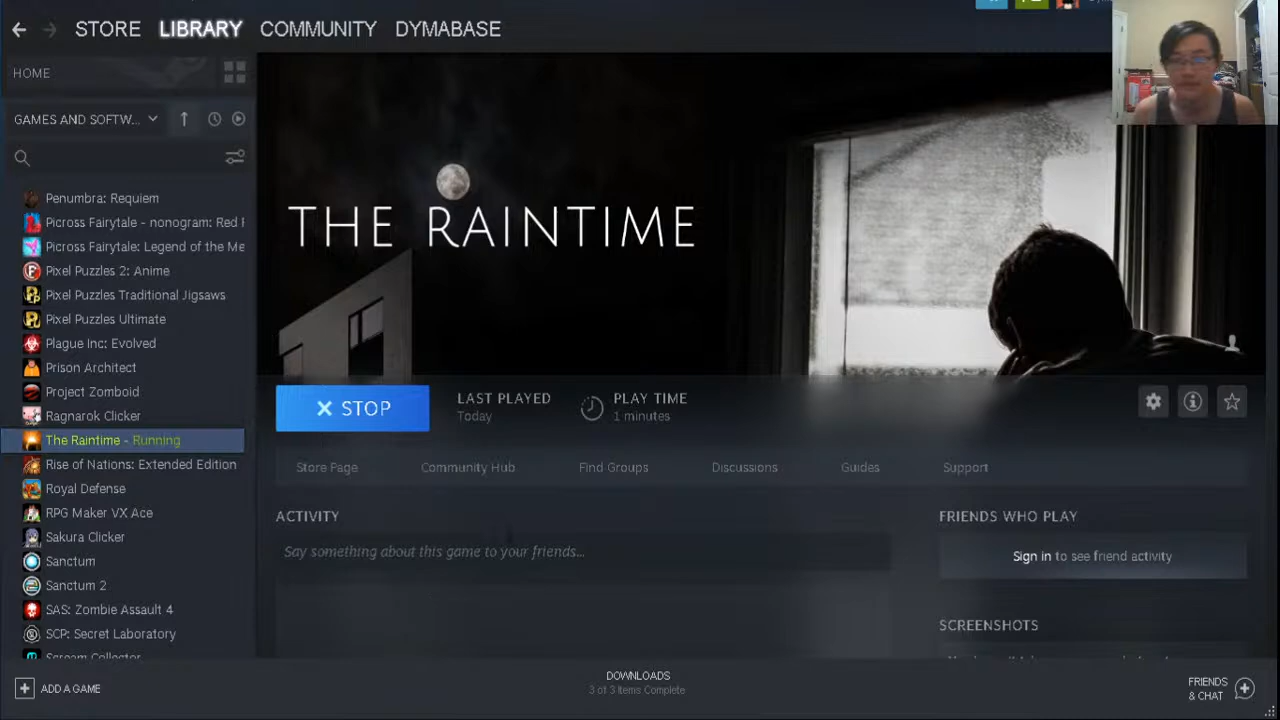 STORE LIBRARY COMMUNITY DYMABASE
HOME
GAMES AND SOFTW...
Penumbra: Requiem
Picross Fairytale - nonogram: Red
Picross Fairytale: Legend of the Me
Pixel Puzzles 2: Anime
Pixel Puzzles Traditional Jigsaws
Pixel Puzzles Ultimate
Plague Inc: Evolved
Prison Architect
Project Zomboid
Ragnarok Clicker
The Raintime - Running
Rise of Nations: Extended Edition
Royal Defense
RPG Maker VX Ace
Sakura Clicker
Sanctum
Sanctum 2
SAS: Zombie Assault 4
SCP: Secret Laboratory
Scream Collector
ADD A GAME
THE RAINTIME
STOP
LAST PLAYED
Today
PLAY TIME
1 minutes
Store Page Community Hub Find Groups Discussions Guides Support
ACTIVITY
Say something about this game to your friends...
FRIENDS WHO PLAY
Sign in to see friend activity
SCREENSHOTS
DOWNLOADS
3 of 3 Items Complete
FRIENDS
& CHAT